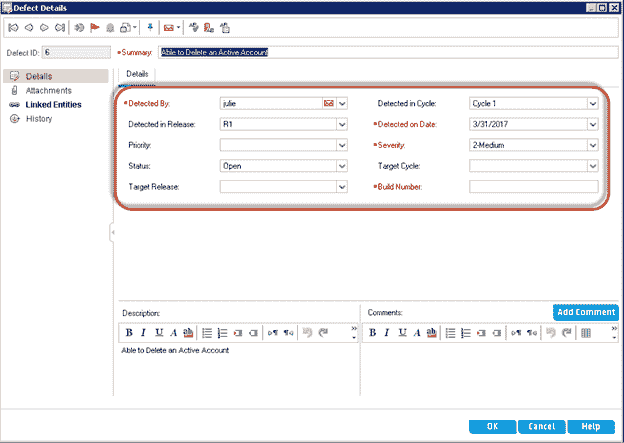 Defect Details
Defect ID: 6 *Summary: Able to Delete an Active Account
Details
Attachments
Linked Entities
History
Details
*Detected By: julie Detected in Cycle: Cycle 1
Detected in Release: R1 *Detected on Date: 3/31/2017
Priority: *Severity: 2-Medium
Status: Open Target Cycle:
Target Release: *Build Number:
Description: Comments: Add Comment
B I U A ab B I U A ab
Able to Delete an Active Account
OK Cancel Help